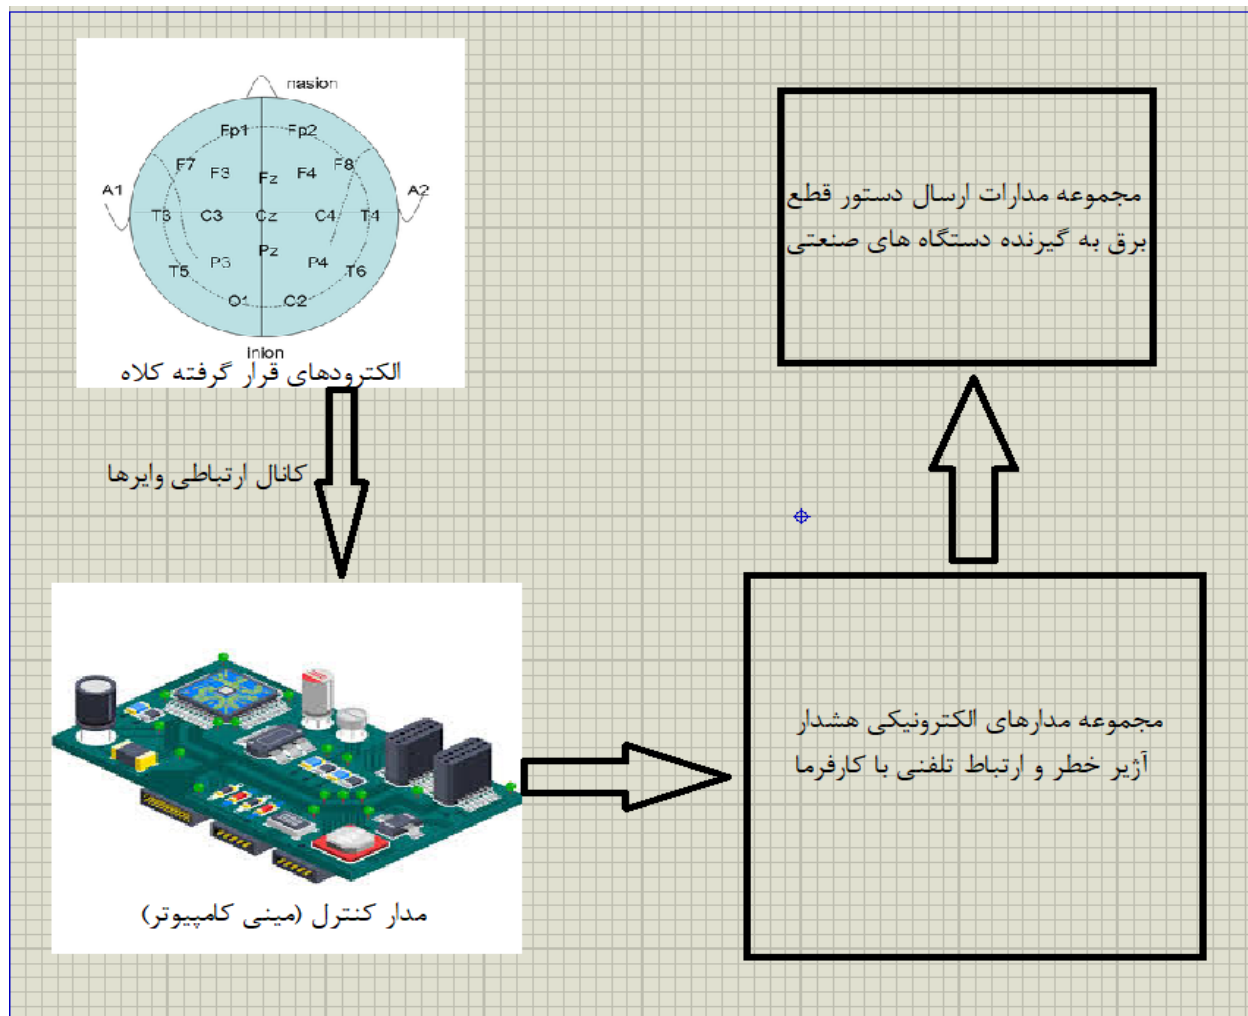 nasion
Fp1 Fp2
F7 F3 Fz F4 F8
A1 A2
T3 C3 Cz C4 T4
T5 P3 Pz P4 T6
O1 C2
inion
الکترودهای قرار گرفته کلاه
کانال ارتباطی وایرها
مدار کنترل (مینی کامپیوتر)
مجموعه مدارهای الکترونیکی هشدار
آژیر خطر و ارتباط تلفنی با کارفرما
مجموعه مدارات ارسال دستور قطع
برق به گیرنده دستگاه های صنعتی